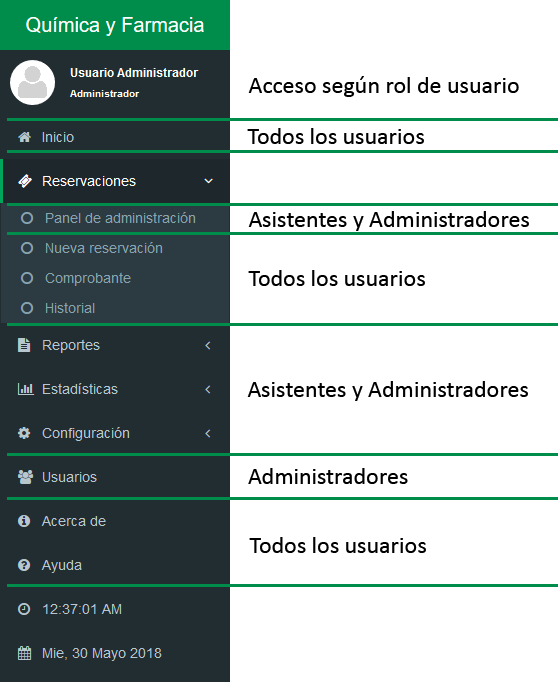 Química y Farmacia
Usuario Administrador
Administrador
Acceso según rol de usuario
Inicio
Todos los usuarios
Reservaciones
Panel de administración
Asistentes y Administradores
Nueva reservación
Comprobante
Todos los usuarios
Historial
Reportes
Estadísticas
Asistentes y Administradores
Configuración
Usuarios
Administradores
Acerca de
Todos los usuarios
Ayuda
12:37:01 AM
Mie, 30 Mayo 2018